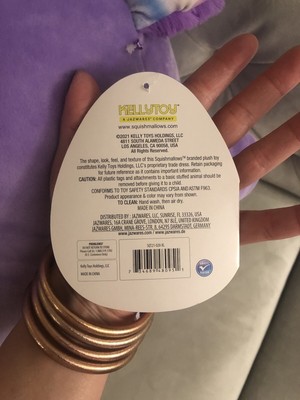 KELLYTOY
A JAZWARES COMPANY
www.squishmallows.com
©2021 KELLY TOYS HOLDINGS, LLC
4811 SOUTH ALAMEDA STREET
LOS ANGELES, CA 90058, USA
All Rights Reserved.
The shape, look, feel, and texture of this Squishmallows™ branded plush toy
constitutes Kelly Toys Holdings, LLC's proprietary trade dress. Retain packaging
for future reference as it contains important information.
CAUTION: All plastic tags and attachments to a basic stuffed animal should be
removed before giving it to a child
CONFORMS TO TOY SAFETY STANDARDS CPSIA AND ASTM F963.
Product appearance & color may vary from shown.
TO CLEAN: Hand wash, then air dry.
MADE IN CHINA
DISTRIBUTED BY: JAZWARES, LLC, SUNRISE, FL 33326, USA
JAZWARES, 16A CRANE GROVE, LONDON, N7 8LE, UNITED KINGDOM
JAZWARES GMBH, 64295 DARMSTADT, GERMANY
www.jazwares.com www.jazwares.de
Kelly Toys Holdings, LLC
MADE IN CHINA